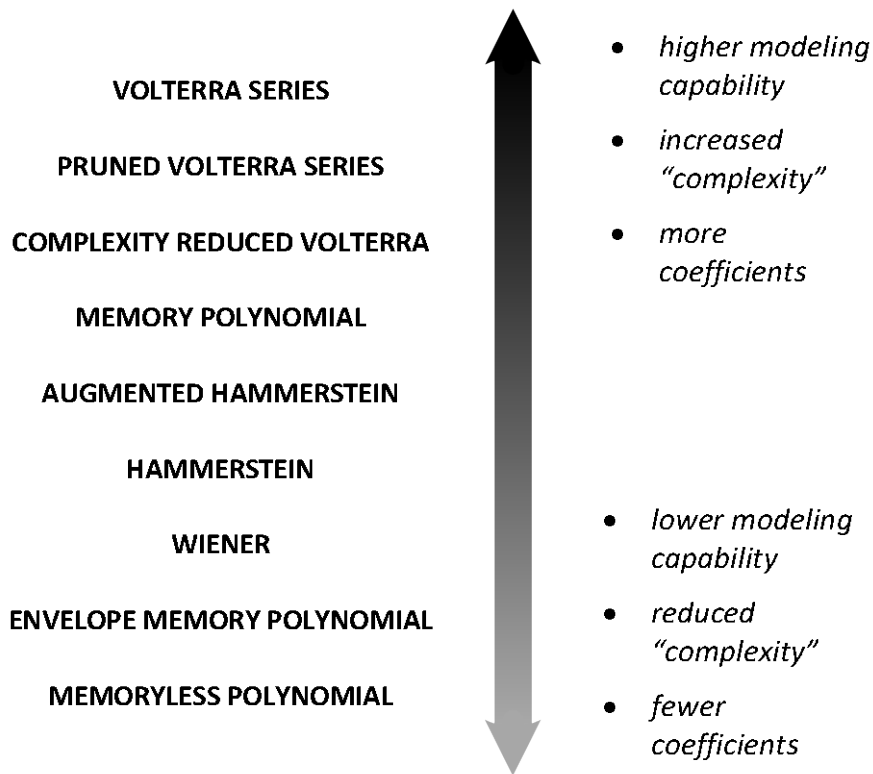 VOLTERRA SERIES
PRUNED VOLTERRA SERIES
COMPLEXITY REDUCED VOLTERRA
MEMORY POLYNOMIAL
AUGMENTED HAMMERSTEIN
HAMMERSTEIN
WIENER
ENVELOPE MEMORY POLYNOMIAL
MEMORYLESS POLYNOMIAL
• higher modeling
capability
• increased
“complexity”
• more
coefficients
• lower modeling
capability
• reduced
“complexity”
• fewer
coefficients